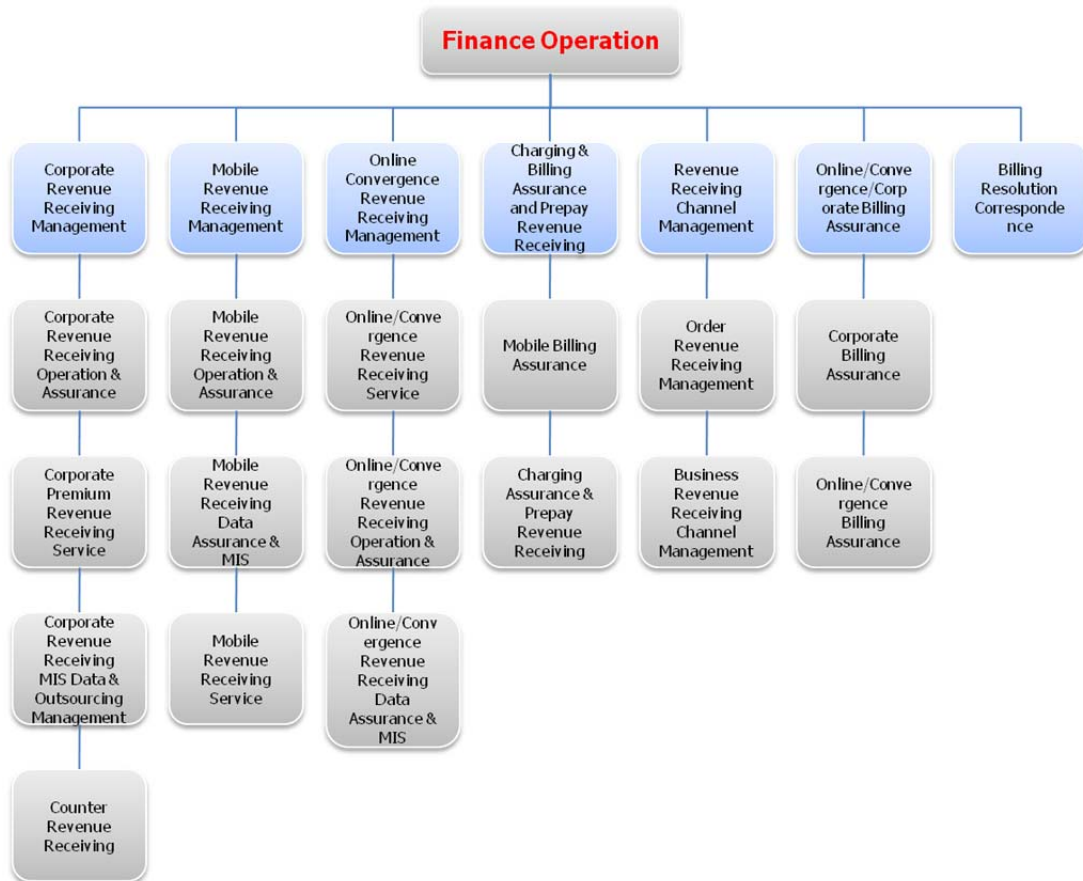 Finance Operation
Corporate
Revenue
Receiving
Management
Mobile
Revenue
Receiving
Management
Online
Convergence
Revenue
Receiving
Management
Charging &
Billing
Assurance
and Prepay
Revenue
Receiving
Revenue
Receiving
Channel
Management
Online/Conve
rgence/Corp
orate Billing
Assurance
Billing
Resolution
Corresponde
nce
Corporate
Revenue
Receiving
Operation &
Assurance
Mobile
Revenue
Receiving
Operation &
Assurance
Online/Conve
rgence
Revenue
Receiving
Service
Mobile Billing
Assurance
Order
Revenue
Receiving
Management
Corporate
Billing
Assurance
Corporate
Premium
Revenue
Receiving
Service
Mobile
Revenue
Receiving
Data
Assurance &
MIS
Online/Conve
rgence
Revenue
Receiving
Operation &
Assurance
Charging
Assurance &
Prepay
Revenue
Receiving
Business
Revenue
Receiving
Channel
Management
Online/Conve
rgence
Billing
Assurance
Corporate
Revenue
Receiving
MIS Data &
Outsourcing
Management
Mobile
Revenue
Receiving
Service
Online/Conv
ergence
Revenue
Receiving
Data
Assurance &
MIS
Counter
Revenue
Receiving